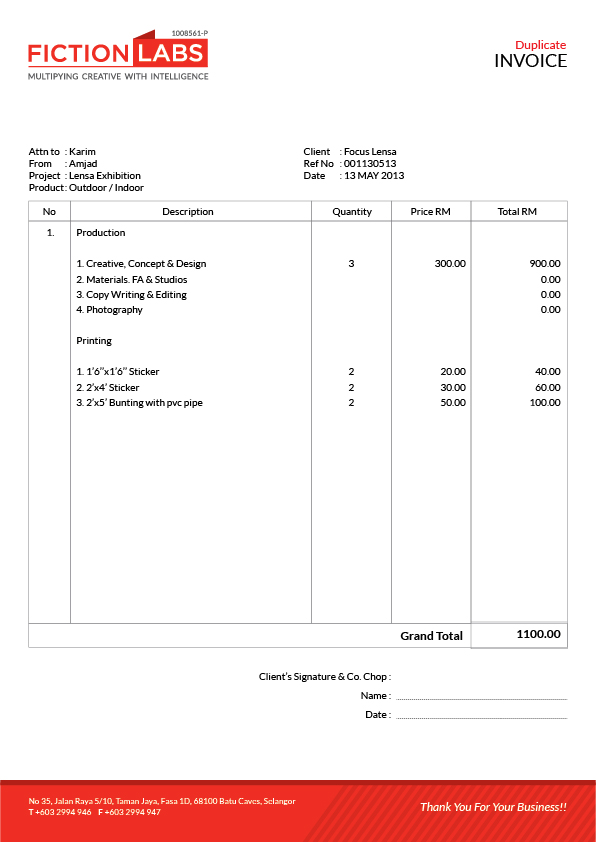 1008561-P
FICTION LABS
MULTIPYING CREATIVE WITH INTELLIGENCE
Duplicate
INVOICE
Attn to : Karim
From : Amjad
Project : Lensa Exhibition
Product : Outdoor / Indoor
Client : Focus Lensa
Ref No : 001130513
Date : 13 MAY 2013
No Description Quantity Price RM Total RM
1. Production
1. Creative, Concept & Design 3 300.00 900.00
2. Materials. FA & Studios 0.00
3. Copy Writing & Editing 0.00
4. Photography 0.00
Printing
1. 1'6"x1'6" Sticker 2 20.00 40.00
2. 2'x4' Sticker 2 30.00 60.00
3. 2'x5' Bunting with pvc pipe 2 50.00 100.00
Grand Total 1100.00
Client's Signature & Co. Chop :
Name :
Date :
No 35, Jalan Raya 5/10, Taman Jaya, Fasa 1D, 68100 Batu Caves, Selangor
T +603 2994 946 F +603 2994 947
Thank You For Your Business!!